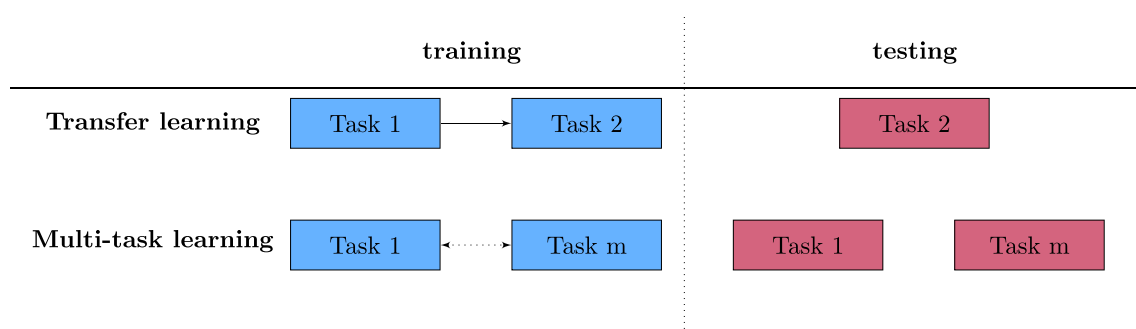 training testing
Transfer learning Task 1 Task 2 Task 2
Multi-task learning Task 1 Task m Task 1 Task m